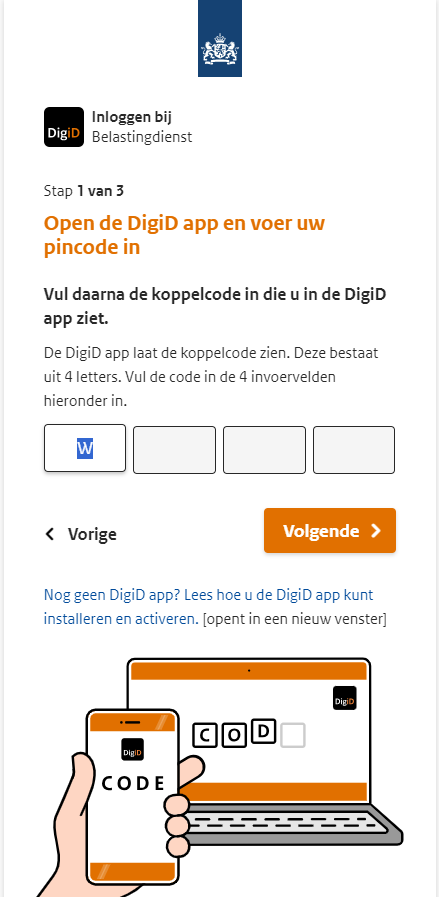 DigiD
Inloggen bij
Belastingdienst
Stap 1 van 3
Open de DigiD app en voer uw
pincode in
Vul daarna de koppelcode in die u in de DigiD
app ziet.
De DigiD app laat de koppelcode zien. Deze bestaat
uit 4 letters. Vul de code in de 4 invoervelden
hieronder in.
W
Vorige
Volgende
Nog geen DigiD app? Lees hoe u de DigiD app kunt
installeren en activeren. [opent in een nieuw venster]
DigiD
C O D
DigiD
CODE